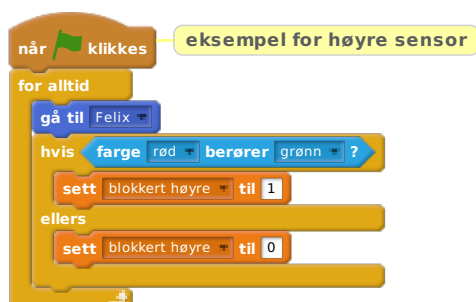 når klikkes
eksempel for høyre sensor
for alltid
gå til Felix
hvis farge rød berører grønn ?
sett blokkert høyre til 1
ellers
sett blokkert høyre til 0